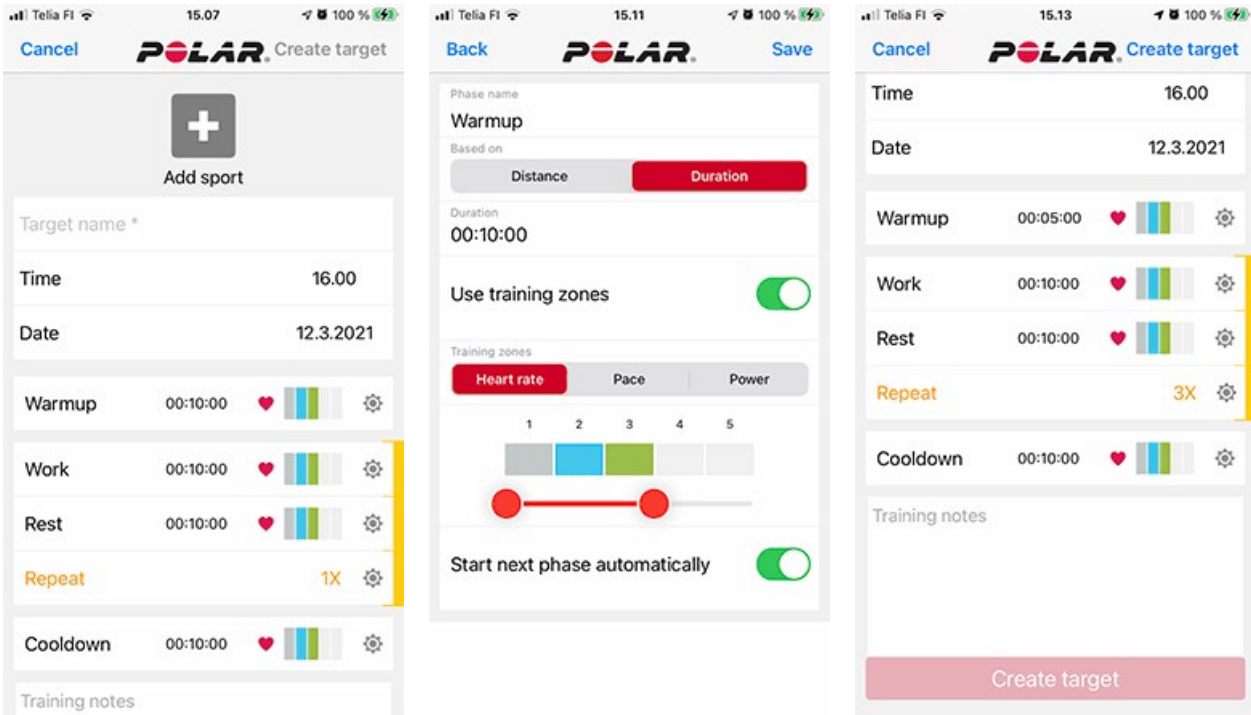 Telia FI 15.07 100 %
Cancel POLAR. Create target
Add sport
Target name *
Time 16.00
Date 12.3.2021
Warmup 00:10:00
Work 00:10:00
Rest 00:10:00
Repeat 1X
Cooldown 00:10:00
Training notes
Telia FI 15.11 100 %
Back POLAR. Save
Phase name
Warmup
Based on
Distance Duration
Duration
00:10:00
Use training zones
Training zones
Heart rate Pace Power
1 2 3 4 5
Start next phase automatically
Telia FI 15.13 100 %
Cancel POLAR. Create target
Time 16.00
Date 12.3.2021
Warmup 00:05:00
Work 00:10:00
Rest 00:10:00
Repeat 3X
Cooldown 00:10:00
Training notes
Create target